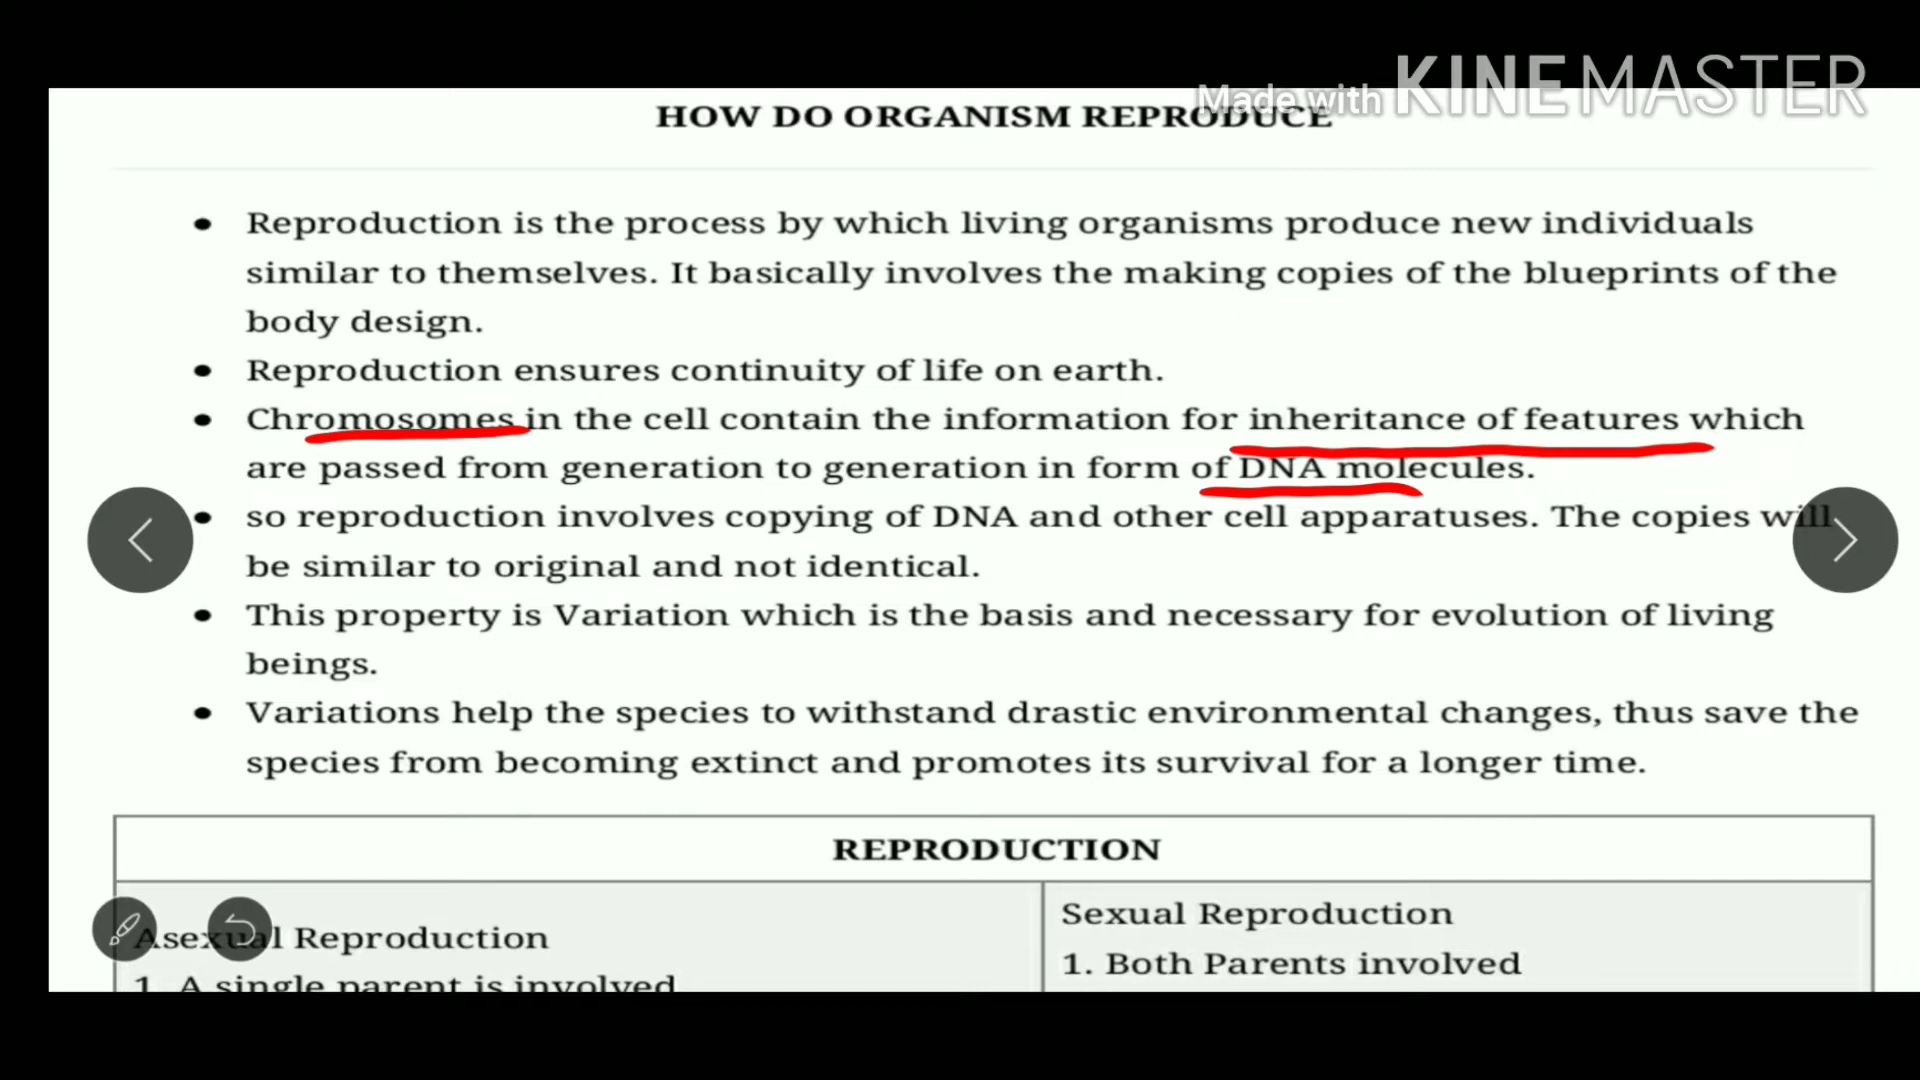 Made with KINEMASTER
HOW DO ORGANISM REPRODUCE
• Reproduction is the process by which living organisms produce new individuals
similar to themselves. It basically involves the making copies of the blueprints of the
body design.
• Reproduction ensures continuity of life on earth.
• Chromosomes in the cell contain the information for inheritance of features which
are passed from generation to generation in form of DNA molecules.
• so reproduction involves copying of DNA and other cell apparatuses. The copies will
be similar to original and not identical.
• This property is Variation which is the basis and necessary for evolution of living
beings.
• Variations help the species to withstand drastic environmental changes, thus save the
species from becoming extinct and promotes its survival for a longer time.
REPRODUCTION
Asexual Reproduction
1. A single parent is involved
Sexual Reproduction
1. Both Parents involved